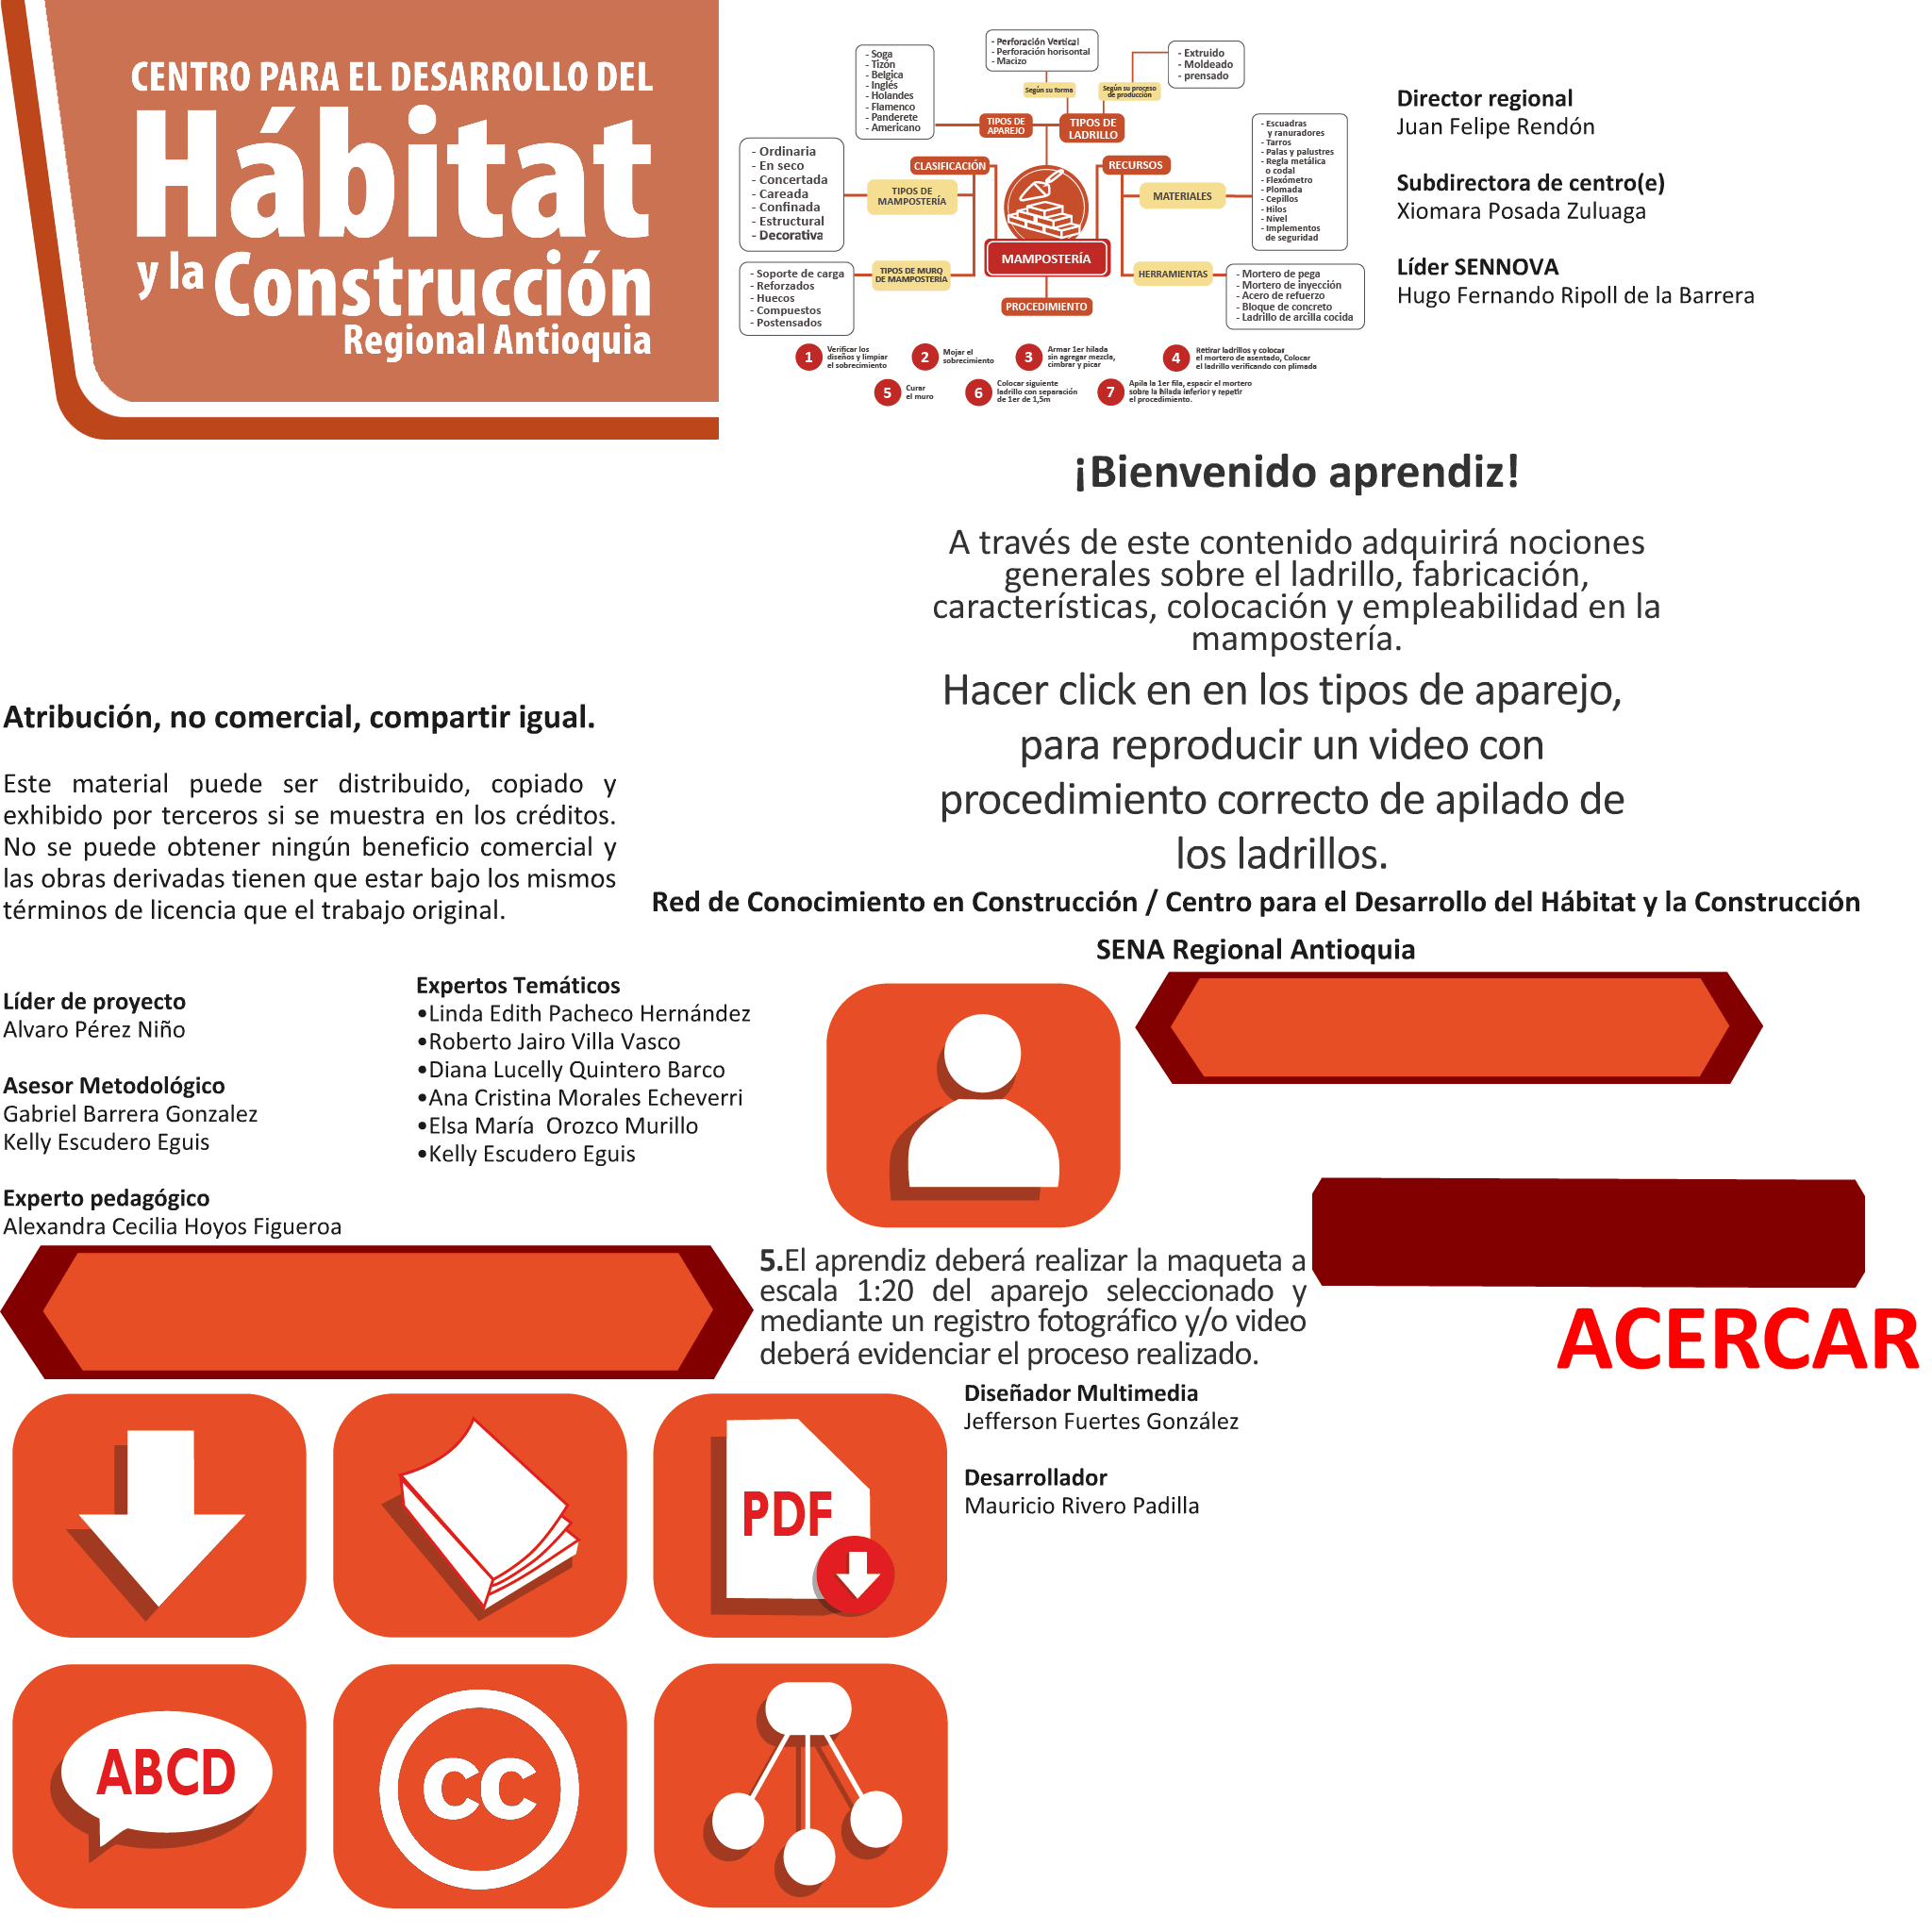 CENTRO PARA EL DESARROLLO DEL
Hábitat
y la Construcción
Regional Antioquia
- Soga
- Tizón
- Belgica
- Inglés
- Holandes
- Flamenco
- Panderete
- Americano
- Perforación Vertical
- Perforación horisontal
- Macizo
- Extruido
- Moldeado
- prensado
Según su forma
Según su proceso
de producción
TIPOS DE
APAREJO
TIPOS DE
LADRILLO
- Ordinaria
- En seco
- Concertada
- Careada
- Confinada
- Estructural
- Decorativa
CLASIFICACIÓN
TIPOS DE
MAMPOSTERÍA
RECURSOS
MATERIALES
- Escuadras
y ranuradores
- Tarros
- Palas y palustres
- Regla metálica
o codal
- Flexómetro
- Plomada
- Cepillos
- Hilos
- Nivel
- Implementos
de seguridad
- Soporte de carga
- Reforzados
- Huecos
- Compuestos
- Postensados
TIPOS DE MURO
DE MAMPOSTERÍA
MAMPOSTERÍA
HERRAMIENTAS
- Mortero de pega
- Mortero de inyección
- Acero de refuerzo
- Bloque de concreto
- Ladrillo de arcilla cocida
PROCEDIMIENTO
1 Verificar los
diseños y limpiar
el sobrecimiento
2 Mojar el
sobrecimiento
3 Armar 1er hilada
sin agregar mezcla,
cimbrar y picar
4 Retirar ladrillos y colocar
el mortero de asentado, Colocar
el ladrillo verificando con plimada
5 Curar
el muro
6 Colocar siguiente
ladrillo con separación
de 1er de 1,5m
7 Apila la 1er fila, espacir el mortero
sobre la hilada inferior y repetir
el procedimiento.
Director regional
Juan Felipe Rendón
Subdirectora de centro(e)
Xiomara Posada Zuluaga
Líder SENNOVA
Hugo Fernando Ripoll de la Barrera
¡Bienvenido aprendiz!
A través de este contenido adquirirá nociones
generales sobre el ladrillo, fabricación,
características, colocación y empleabilidad en la
mampostería.
Hacer click en en los tipos de aparejo,
para reproducir un video con
procedimiento correcto de apilado de
los ladrillos.
Atribución, no comercial, compartir igual.
Este material puede ser distribuido, copiado y
exhibido por terceros si se muestra en los créditos.
No se puede obtener ningún beneficio comercial y
las obras derivadas tienen que estar bajo los mismos
términos de licencia que el trabajo original.
Red de Conocimiento en Construcción / Centro para el Desarrollo del Hábitat y la Construcción
SENA Regional Antioquia
Líder de proyecto
Alvaro Pérez Niño
Asesor Metodológico
Gabriel Barrera Gonzalez
Kelly Escudero Eguis
Experto pedagógico
Alexandra Cecilia Hoyos Figueroa
Expertos Temáticos
•Linda Edith Pacheco Hernández
•Roberto Jairo Villa Vasco
•Diana Lucelly Quintero Barco
•Ana Cristina Morales Echeverri
•Elsa María  Orozco Murillo
•Kelly Escudero Eguis
5.El aprendiz deberá realizar la maqueta a
escala 1:20 del aparejo seleccionado y
mediante un registro fotográfico y/o video
deberá evidenciar el proceso realizado.
ACERCAR
Diseñador Multimedia
Jefferson Fuertes González
Desarrollador
Mauricio Rivero Padilla
PDF
ABCD
CC